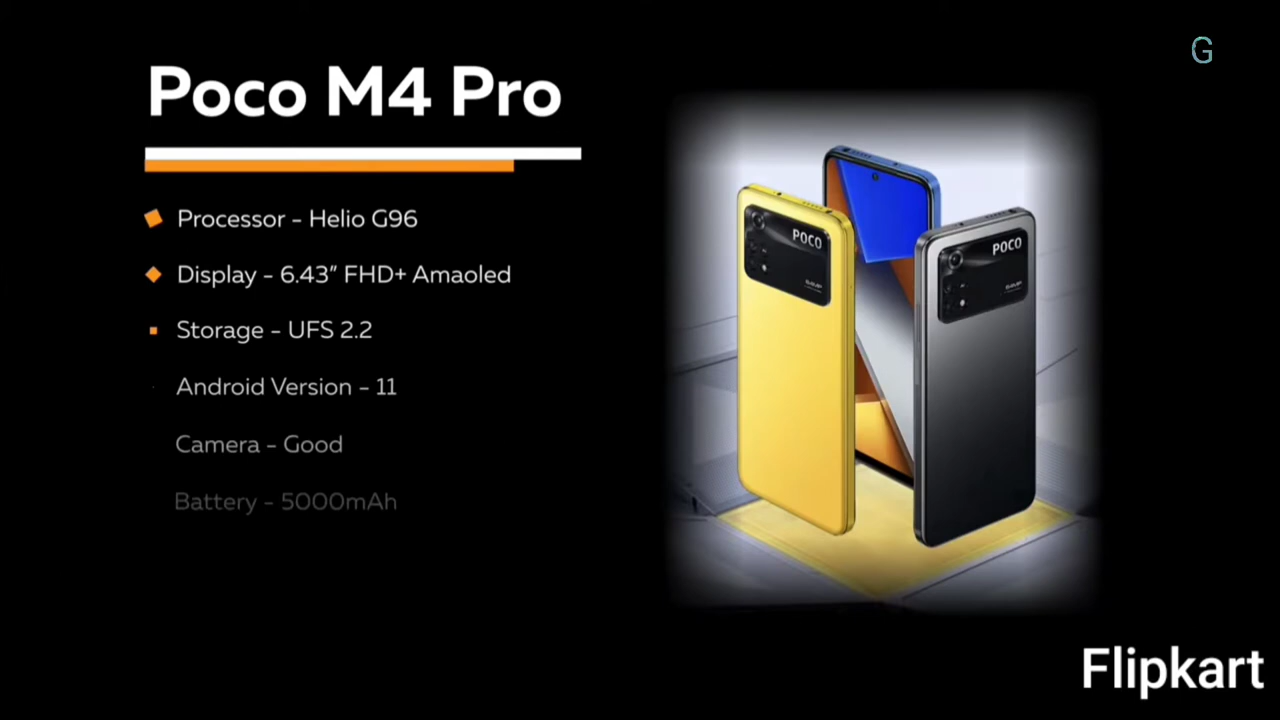 G
Poco M4 Pro
Processor - Helio G96
Display - 6.43” FHD+ Amaoled
Storage - UFS 2.2
Android Version - 11
Camera - Good
Battery - 5000mAh
POCO
POCO
Flipkart